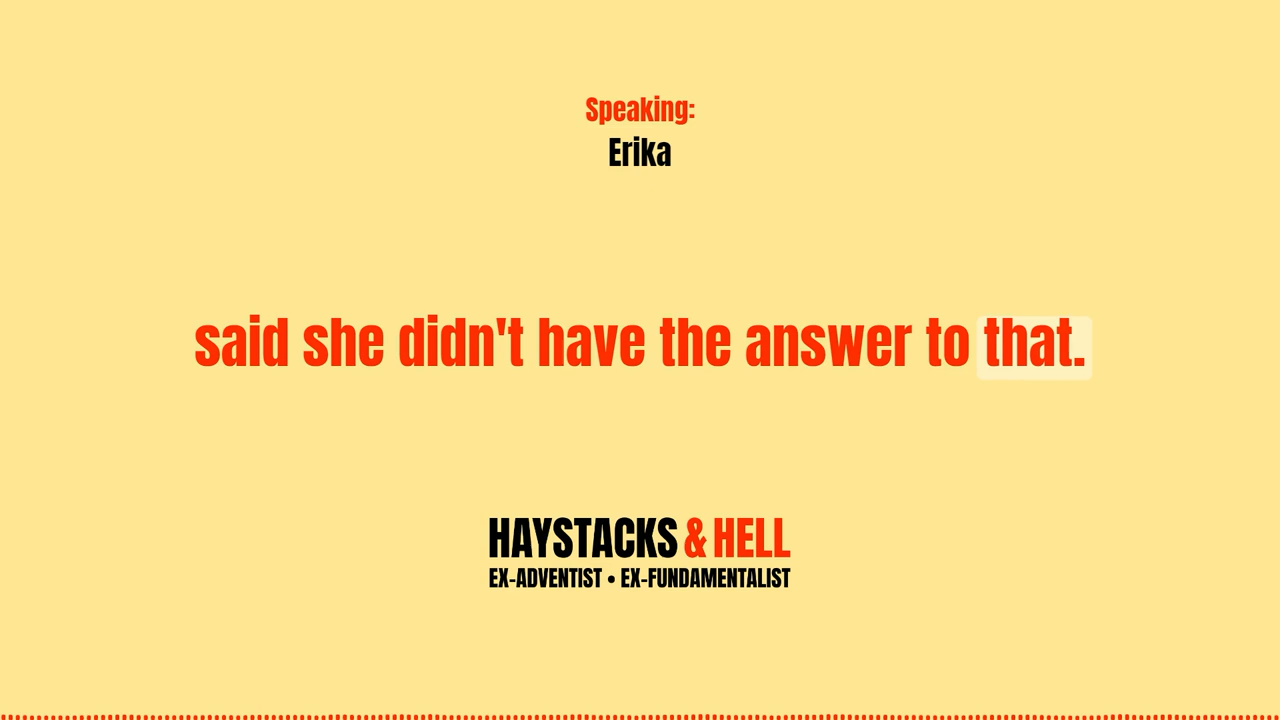 Speaking:
Erika
said she didn't have the answer to that.
HAYSTACKS & HELL
EX-ADVENTIST • EX-FUNDAMENTALIST